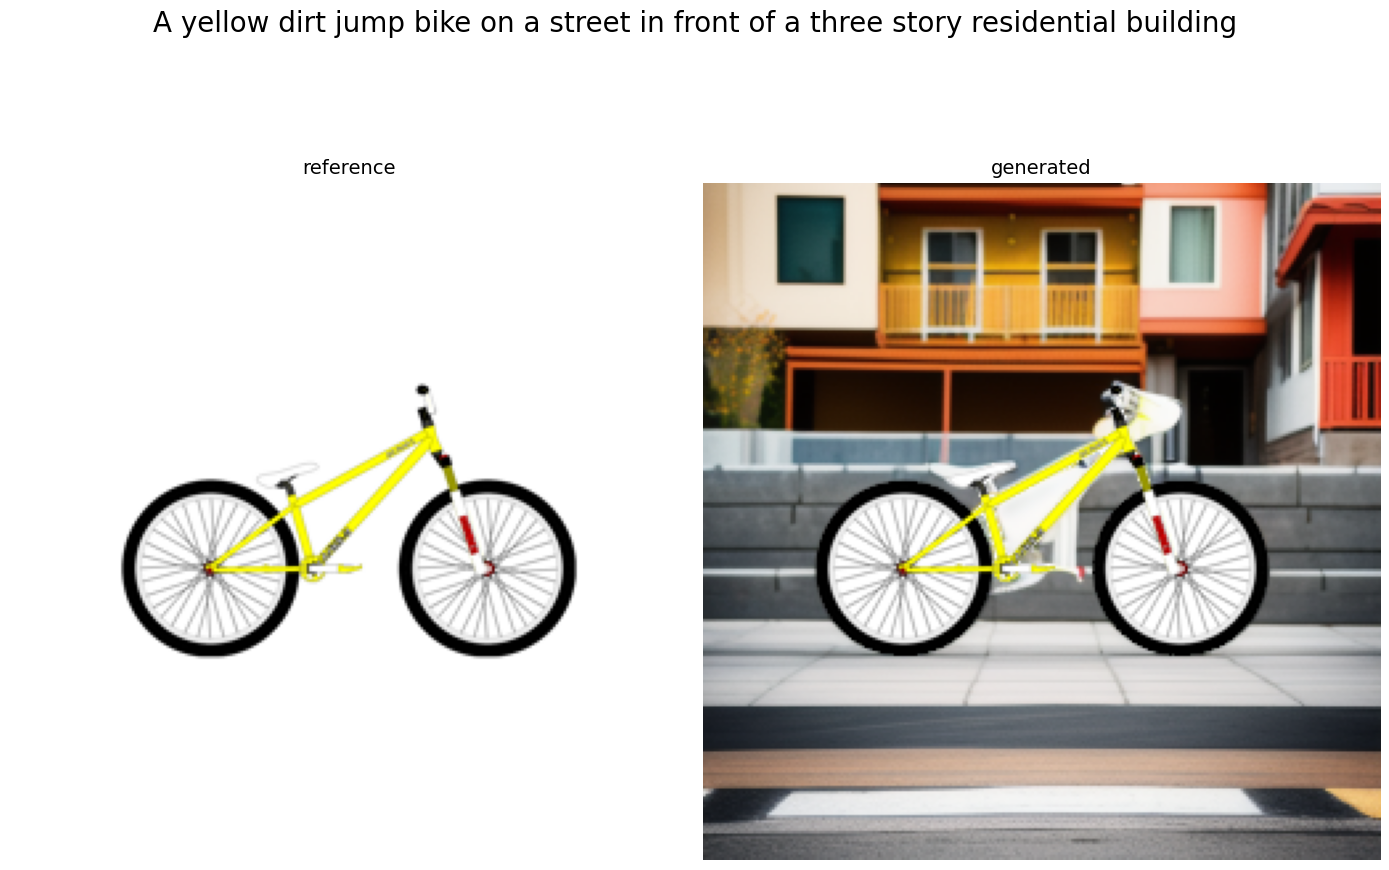 A yellow dirt jump bike on a street in front of a three story residential building
reference
generated